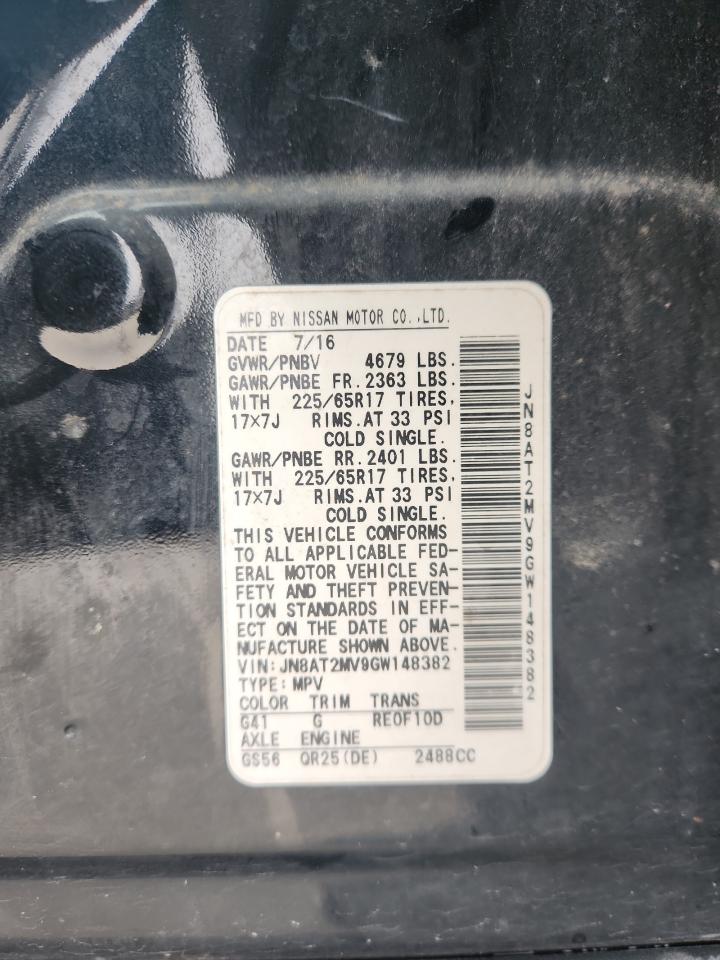 MFD BY NISSAN MOTOR CO.,LTD.
DATE 7/16
GVWR/PNBV 4679 LBS.
GAWR/PNBE FR. 2363 LBS.
WITH 225/65R17 TIRES,
17×7J RIMS.AT 33 PSI
COLD SINGLE.
GAWR/PNBE RR. 2401 LBS.
WITH 225/65R17 TIRES,
17×7J RIMS.AT 33 PSI
COLD SINGLE.
THIS VEHICLE CONFORMS
TO ALL APPLICABLE FED-
ERAL MOTOR VEHICLE SA-
FETY AND THEFT PREVEN-
TION STANDARDS IN EFF-
ECT ON THE DATE OF MA-
NUFACTURE SHOWN ABOVE.
VIN: JN8AT2MV9GW148382
TYPE: MPV
COLOR TRIM TRANS
G41 G RE0F10D
AXLE ENGINE
GS56 QR25(DE) 2488CC
JN8AT2MV9GW148382